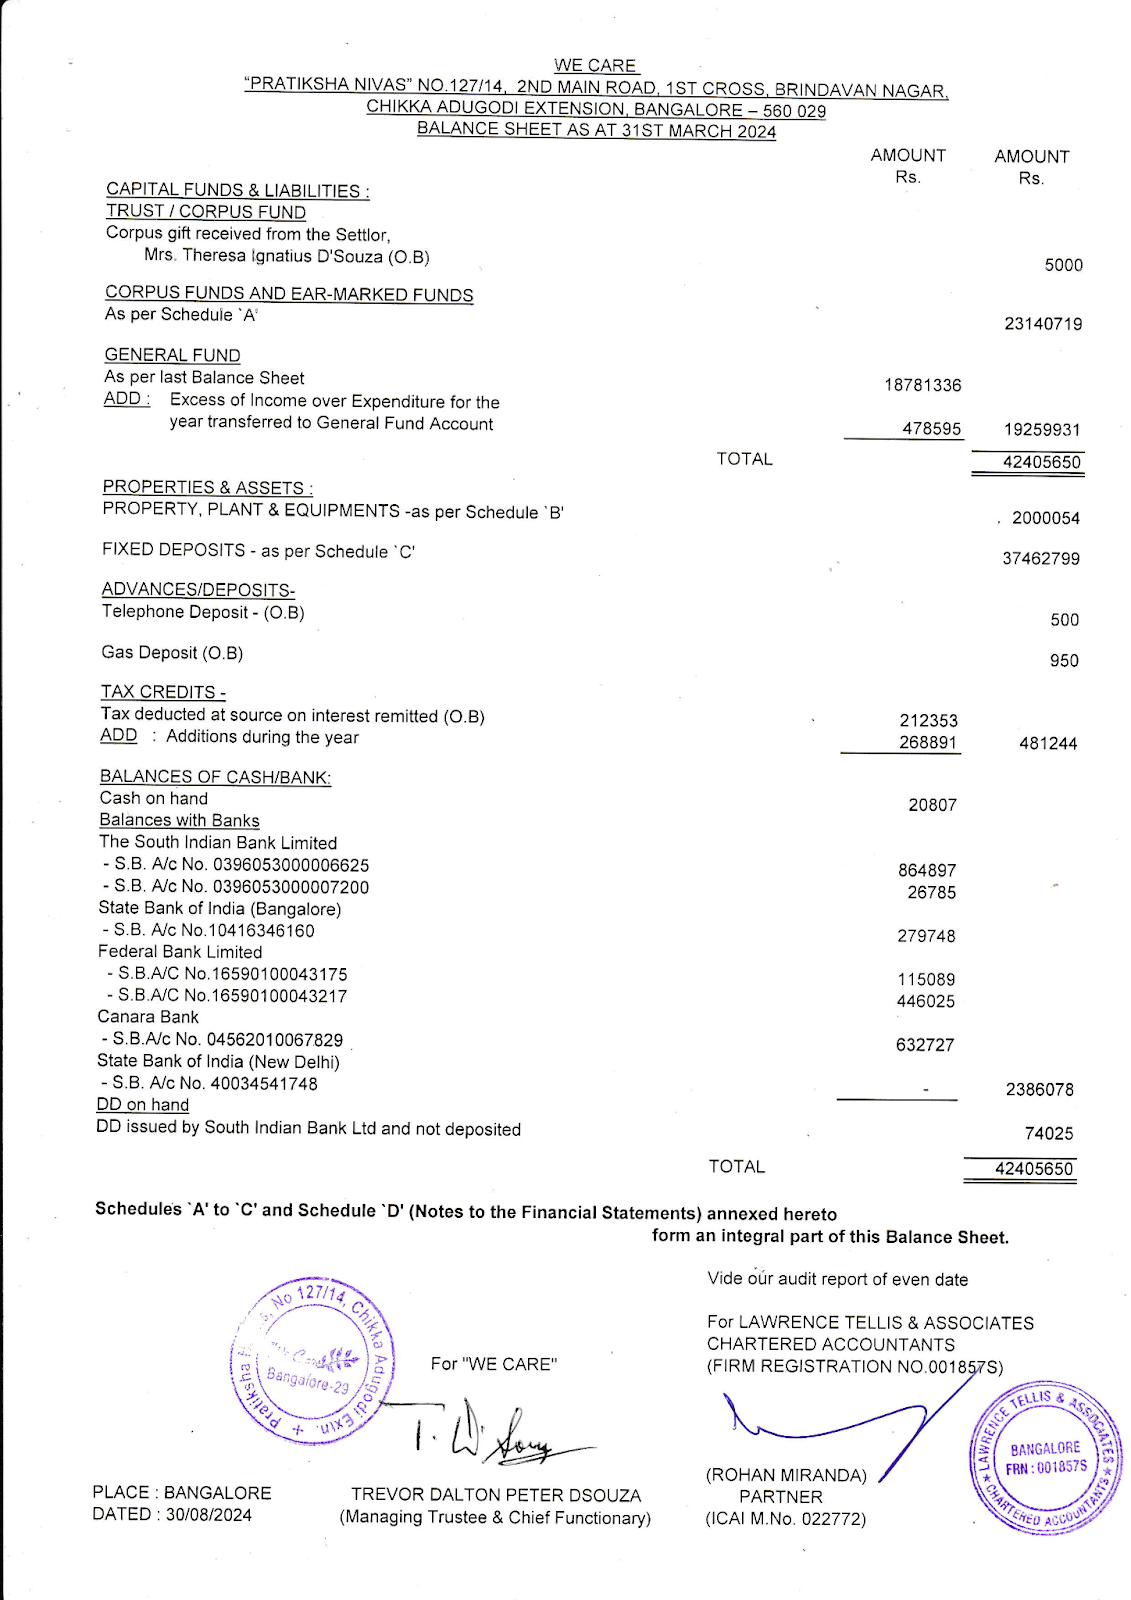 WE CARE
“PRATIKSHA NIVAS” NO.127/14, 2ND MAIN ROAD, 1ST CROSS, BRINDAVAN NAGAR,
CHIKKA ADUGODI EXTENSION, BANGALORE – 560 029
BALANCE SHEET AS AT 31ST MARCH 2024
AMOUNT AMOUNT
Rs. Rs.
CAPITAL FUNDS & LIABILITIES :
TRUST / CORPUS FUND
Corpus gift received from the Settlor,
Mrs. Theresa Ignatius D'Souza (O.B) 5000
CORPUS FUNDS AND EAR-MARKED FUNDS
As per Schedule `A' 23140719
GENERAL FUND
As per last Balance Sheet 18781336
ADD : Excess of Income over Expenditure for the
year transferred to General Fund Account 478595 19259931
TOTAL 42405650
PROPERTIES & ASSETS :
PROPERTY, PLANT & EQUIPMENTS -as per Schedule `B' 2000054
FIXED DEPOSITS - as per Schedule `C' 37462799
ADVANCES/DEPOSITS-
Telephone Deposit - (O.B) 500
Gas Deposit (O.B) 950
TAX CREDITS -
Tax deducted at source on interest remitted (O.B) 212353
ADD : Additions during the year 268891 481244
BALANCES OF CASH/BANK:
Cash on hand 20807
Balances with Banks
The South Indian Bank Limited
- S.B. A/c No. 0396053000006625 864897
- S.B. A/c No. 0396053000007200 26785
State Bank of India (Bangalore)
- S.B. A/c No.10416346160 279748
Federal Bank Limited
- S.B.A/C No.16590100043175 115089
- S.B.A/C No.16590100043217 446025
Canara Bank
- S.B.A/c No. 04562010067829 632727
State Bank of India (New Delhi)
- S.B. A/c No. 40034541748 - 2386078
DD on hand
DD issued by South Indian Bank Ltd and not deposited 74025
TOTAL 42405650
Schedules `A' to `C' and Schedule `D' (Notes to the Financial Statements) annexed hereto
form an integral part of this Balance Sheet.
Vide our audit report of even date
For LAWRENCE TELLIS & ASSOCIATES
CHARTERED ACCOUNTANTS
(FIRM REGISTRATION NO.001857S)
For "WE CARE"
No 127/14, Chikka Adugodi Extn.
Bangalore-29
LAWRENCE TELLIS & ASSOCIATES
BANGALORE
FRN : 001857S
CHARTERED ACCOUNTANTS
(ROHAN MIRANDA)
PARTNER
(ICAI M.No. 022772)
TREVOR DALTON PETER DSOUZA
(Managing Trustee & Chief Functionary)
PLACE : BANGALORE
DATED : 30/08/2024